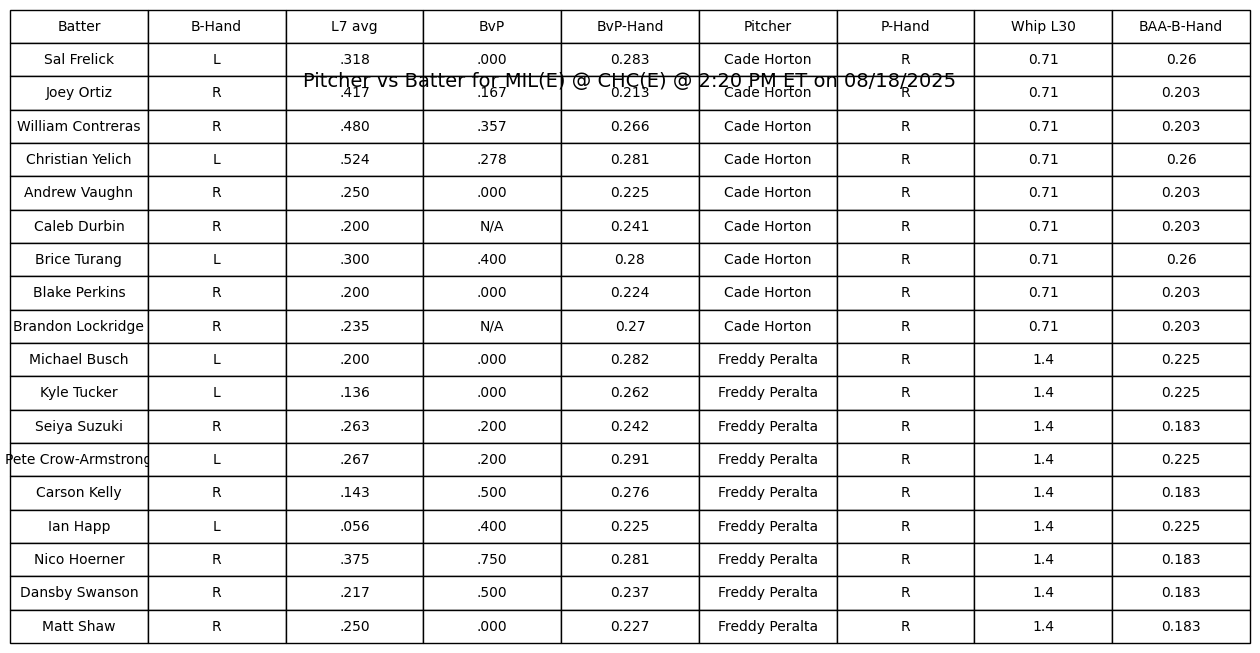 Batter B-Hand L7 avg BvP BvP-Hand Pitcher P-Hand Whip L30 BAA-B-Hand
Sal Frelick L .318 .000 0.283 Cade Horton R 0.71 0.26
Pitcher vs Batter for MIL(E) @ CHC(E) @ 2:20 PM ET on 08/18/2025
Joey Ortiz R .417 .167 0.213 Cade Horton R 0.71 0.203
William Contreras R .480 .357 0.266 Cade Horton R 0.71 0.203
Christian Yelich L .524 .278 0.281 Cade Horton R 0.71 0.26
Andrew Vaughn R .250 .000 0.225 Cade Horton R 0.71 0.203
Caleb Durbin R .200 N/A 0.241 Cade Horton R 0.71 0.203
Brice Turang L .300 .400 0.28 Cade Horton R 0.71 0.26
Blake Perkins R .200 .000 0.224 Cade Horton R 0.71 0.203
Brandon Lockridge R .235 N/A 0.27 Cade Horton R 0.71 0.203
Michael Busch L .200 .000 0.282 Freddy Peralta R 1.4 0.225
Kyle Tucker L .136 .000 0.262 Freddy Peralta R 1.4 0.225
Seiya Suzuki R .263 .200 0.242 Freddy Peralta R 1.4 0.183
Pete Crow-Armstrong L .267 .200 0.291 Freddy Peralta R 1.4 0.225
Carson Kelly R .143 .500 0.276 Freddy Peralta R 1.4 0.183
Ian Happ L .056 .400 0.225 Freddy Peralta R 1.4 0.225
Nico Hoerner R .375 .750 0.281 Freddy Peralta R 1.4 0.183
Dansby Swanson R .217 .500 0.237 Freddy Peralta R 1.4 0.183
Matt Shaw R .250 .000 0.227 Freddy Peralta R 1.4 0.183